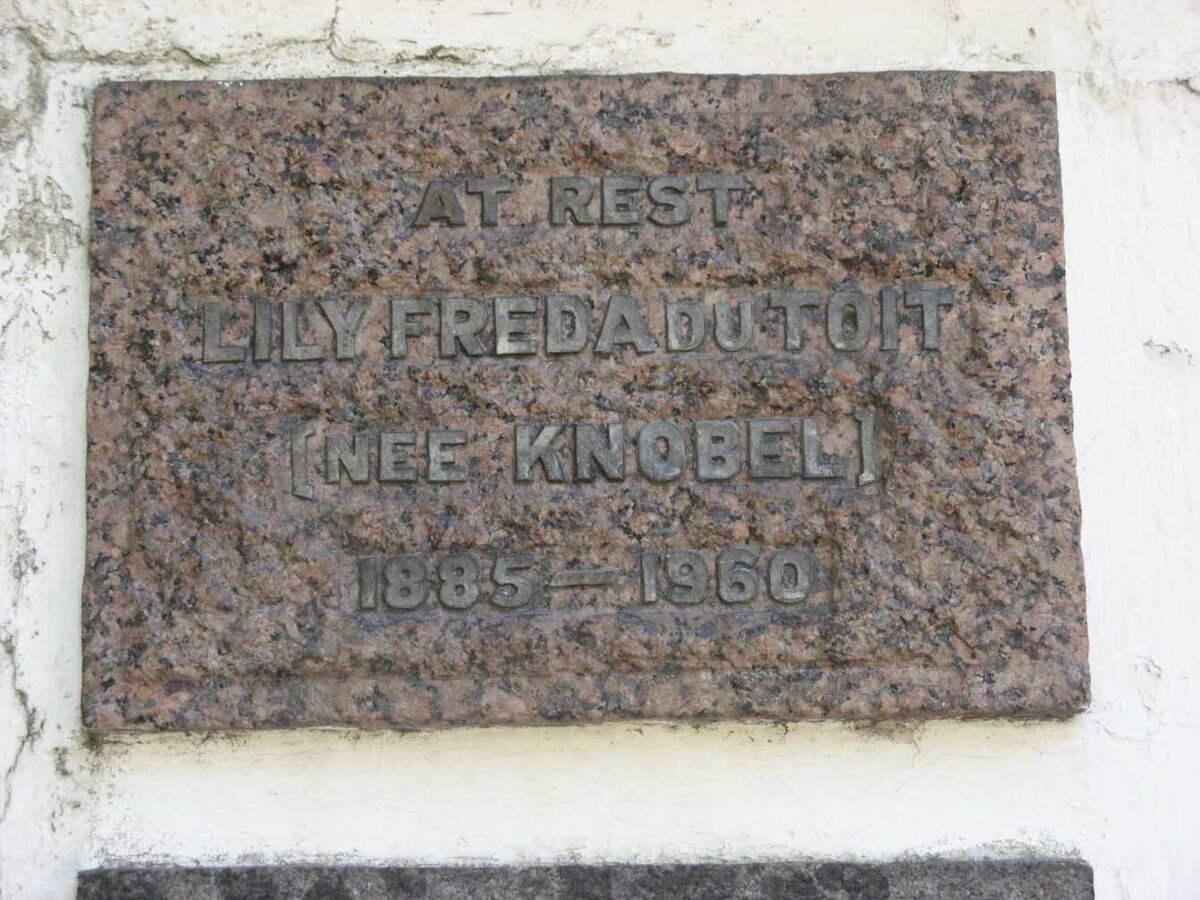 AT REST
LILY FREDA DU TOIT
[NEE KNOBEL]
1885 – 1960